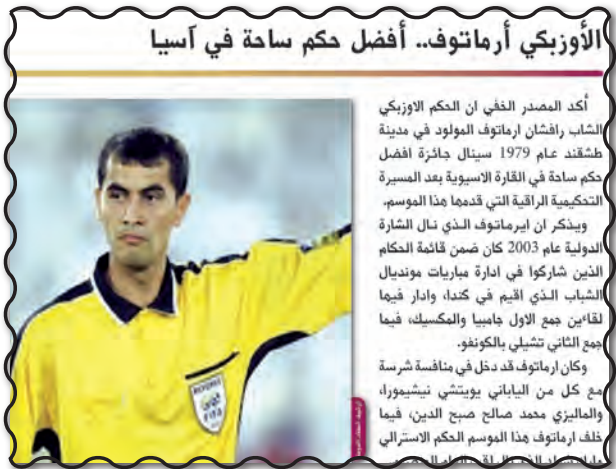 الأوزبكي أرماتوف.. أفضل حكم ساحة في آسيا
أكد المصدر الخفي ان الحكم الاوزبكي
الشاب رافشان ارماتوف المولود في مدينة
طشقند عام 1979 سينال جائزة افضل
حكم ساحة في القارة الاسيوية بعد المسيرة
التحكيمية الراقية التي قدمها هذا الموسم.
ويذكر ان ايرماتوف الذي نال الشارة
الدولية عام 2003 كان ضمن قائمة الحكام
الذين شاركوا في ادارة مباريات مونديال
الشباب الذي اقيم في كندا، وادار فيها
لقاءين جمع الاول جامبيا والمكسيك، فيما
جمع الثاني تشيلي بالكونغو.
وكان ارماتوف قد دخل في منافسة شرسة
مع كل من الياباني يويتشي نيشيمورا،
والماليزي محمد صالح صبح الدين، فيما
خلف ارماتوف هذا الموسم الحكم الاسترالي
REFEREE
FIFA